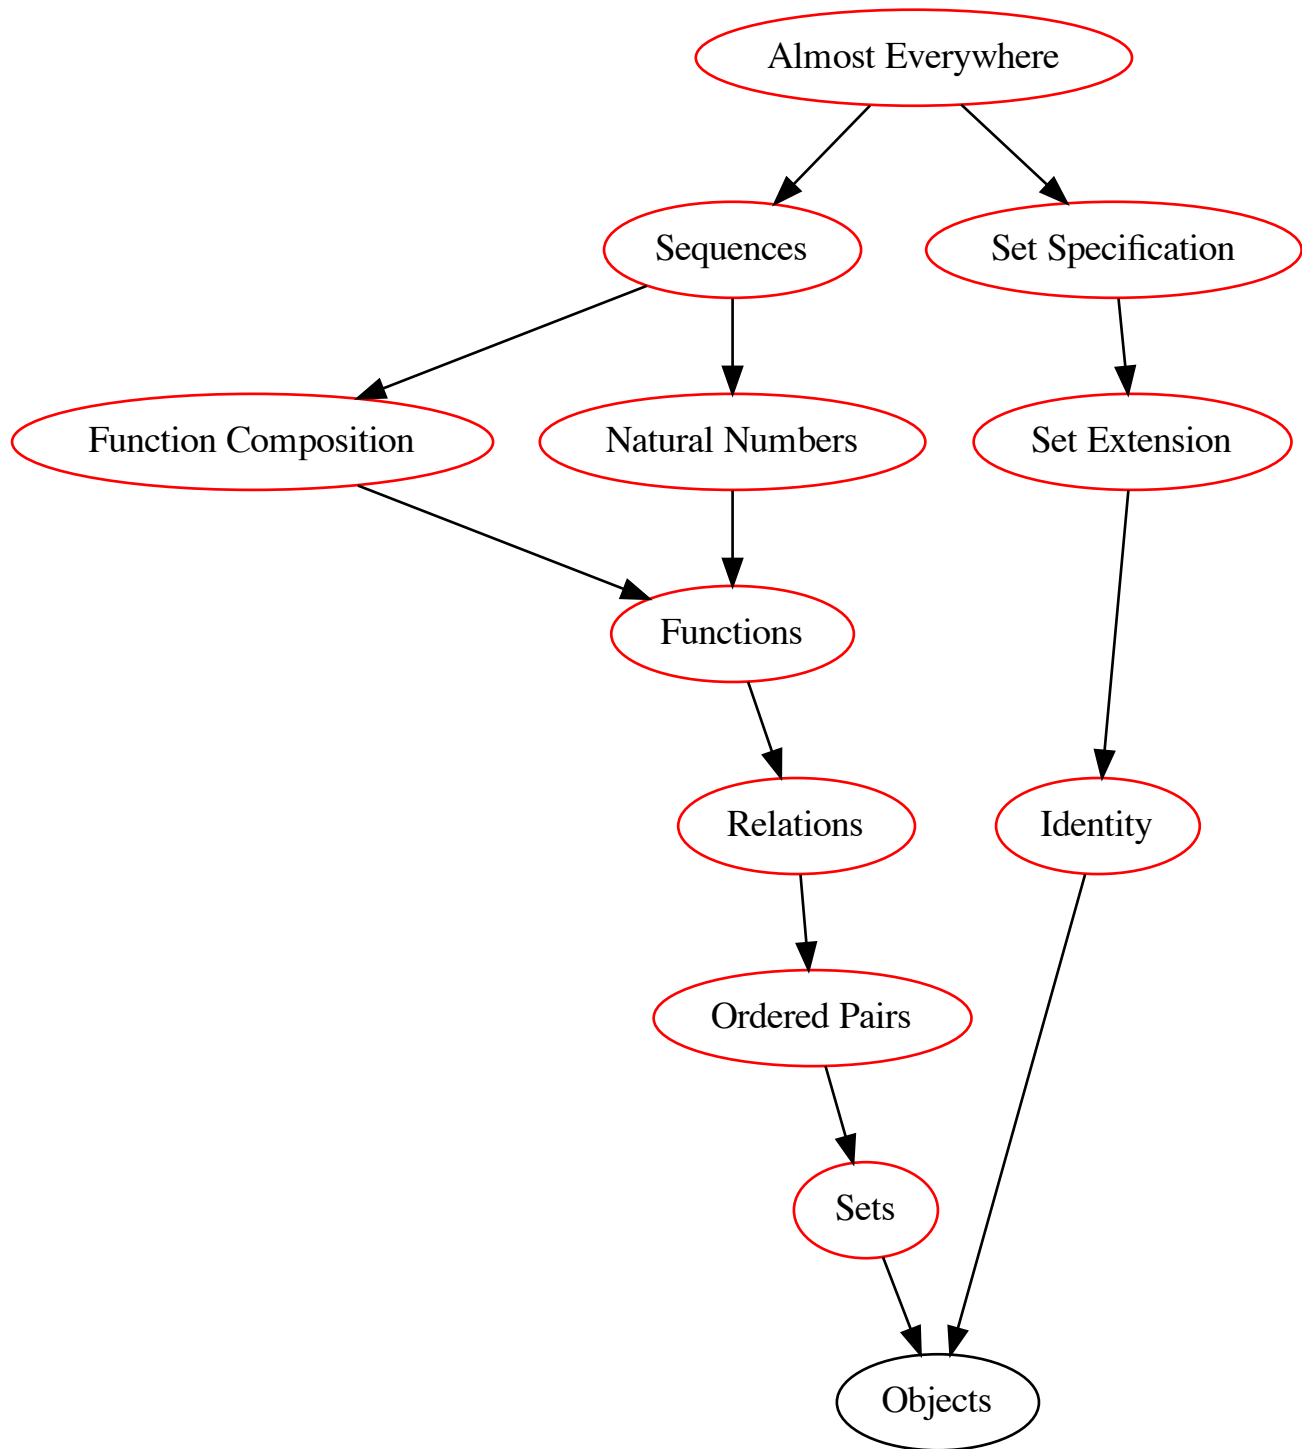 Almost Everywhere
Sequences
Set Specification
Function Composition
Natural Numbers
Set Extension
Functions
Relations
Identity
Ordered Pairs
Sets
Objects